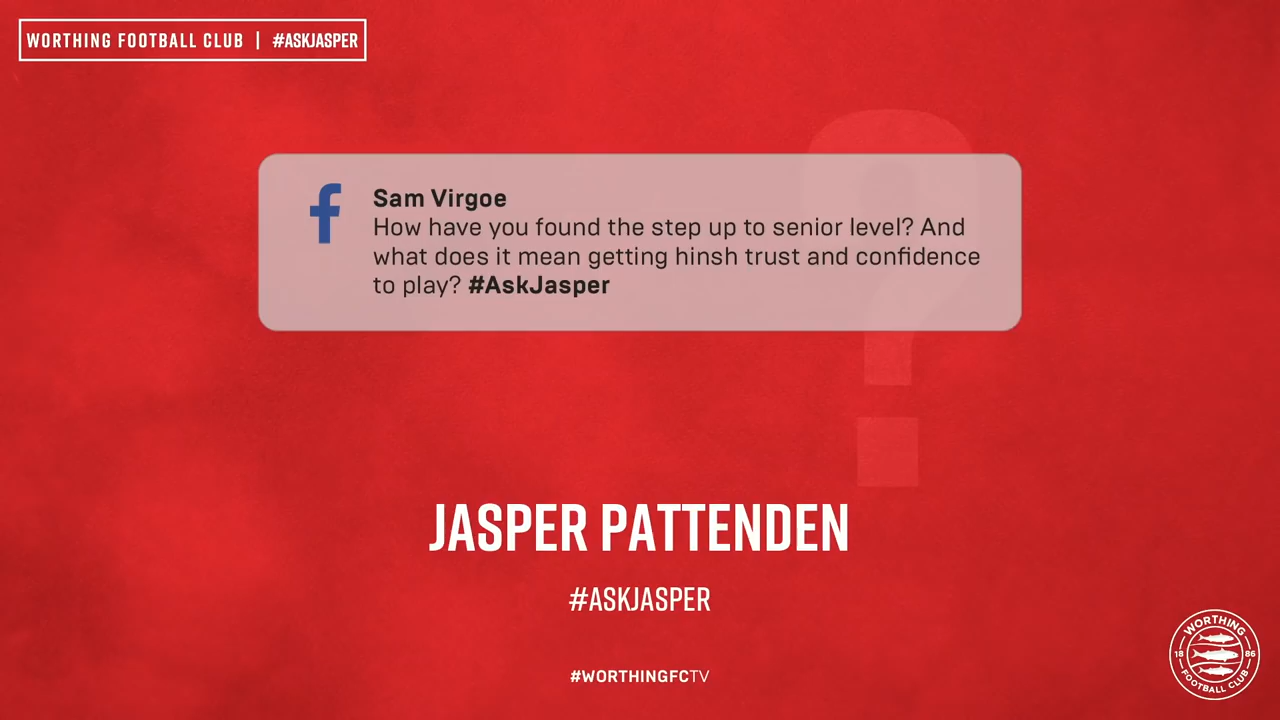 WORTHING FOOTBALL CLUB | #ASKJASPER
Sam Virgoe
How have you found the step up to senior level? And
what does it mean getting hinsh trust and confidence
to play? #AskJasper
JASPER PATTENDEN
#ASKJASPER
#WORTHINGFCTV
WORTHING
18 86
FOOTBALL CLUB